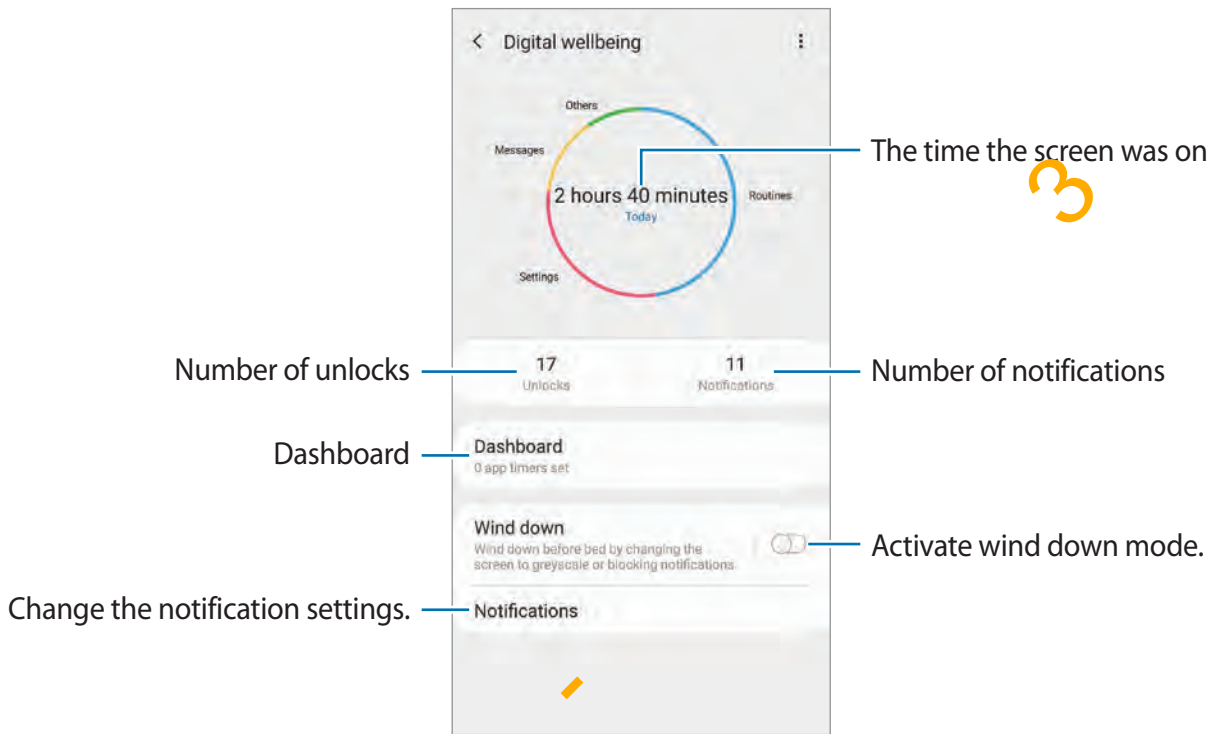 Digital wellbeing
Others
The time the screen was on
3
Messages
2 hours 40 minutes
Routines
Today
Settings
Number of unlocks
17
11
Number of notifications
Unlocks
Notifications
Dashboard
Dashboard
0 app timers set
Wind down
Wind down before bed by changing the
screen to greyscale or blocking notifications.
Activate wind down mode.
Change the notification settings.
Notifications